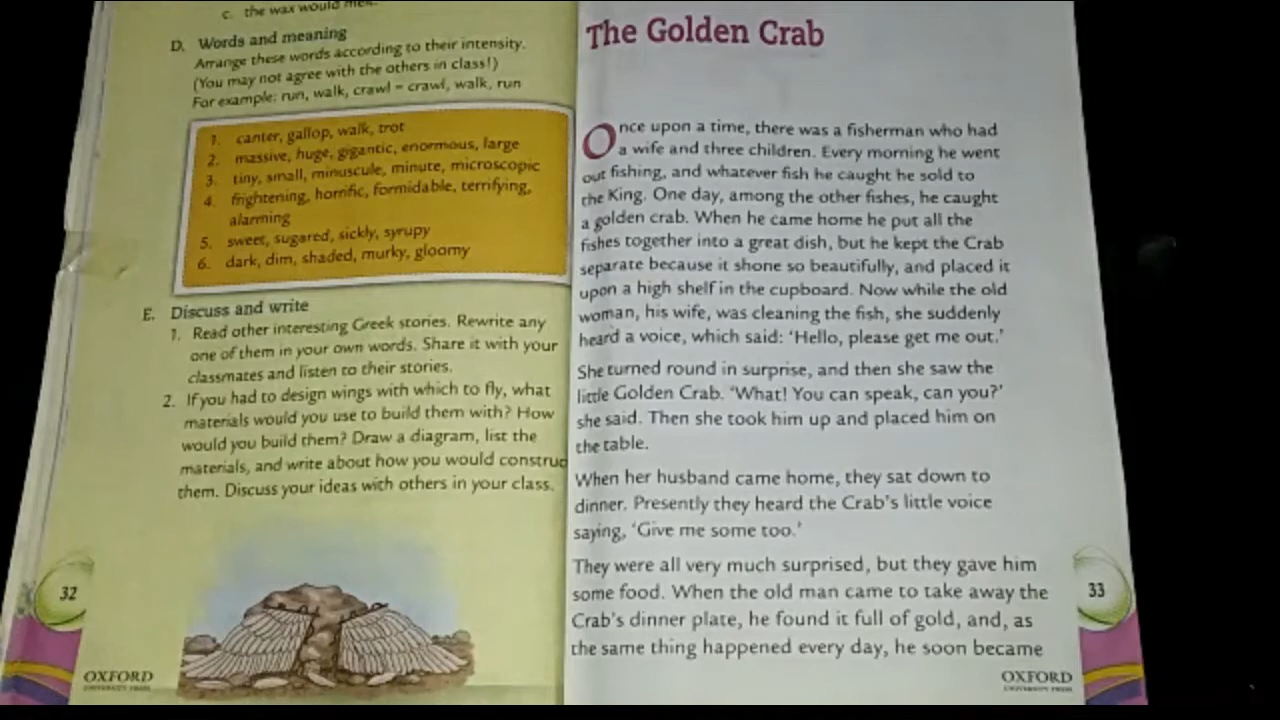 c. the wax would melt.
D. Words and meaning
Arrange these words according to their intensity.
(You may not agree with the others in class!)
For example: run, walk, crawl = crawl, walk, run
1. canter, gallop, walk, trot
2. massive, huge, gigantic, enormous, large
3. tiny, small, minuscule, minute, microscopic
4. frightening, horrific, formidable, terrifying,
alarming
5. sweet, sugared, sickly, syrupy
6. dark, dim, shaded, murky, gloomy
E. Discuss and write
1. Read other interesting Greek stories. Rewrite any
one of them in your own words. Share it with your
classmates and listen to their stories.
2. If you had to design wings with which to fly, what
materials would you use to build them with? How
would you build them? Draw a diagram, list the
materials, and write about how you would construc
them. Discuss your ideas with others in your class.
32
OXFORD
UNIVERSITY PRESS
The Golden Crab
Once upon a time, there was a fisherman who had
a wife and three children. Every morning he went
out fishing, and whatever fish he caught he sold to
the King. One day, among the other fishes, he caught
a golden crab. When he came home he put all the
fishes together into a great dish, but he kept the Crab
separate because it shone so beautifully, and placed it
upon a high shelf in the cupboard. Now while the old
woman, his wife, was cleaning the fish, she suddenly
heard a voice, which said: ‘Hello, please get me out.’
She turned round in surprise, and then she saw the
little Golden Crab. ‘What! You can speak, can you?’
she said. Then she took him up and placed him on
the table.
When her husband came home, they sat down to
dinner. Presently they heard the Crab’s little voice
saying, ‘Give me some too.’
They were all very much surprised, but they gave him
some food. When the old man came to take away the
Crab’s dinner plate, he found it full of gold, and, as
the same thing happened every day, he soon became
33
OXFORD
UNIVERSITY PRESS